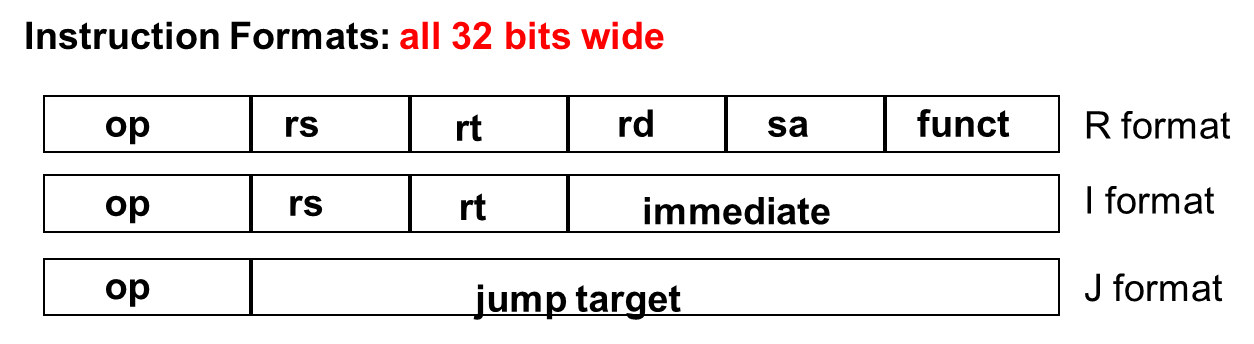 Instruction Formats: all 32 bits wide
op rs rt rd sa funct R format
op rs rt immediate I format
op jump target J format